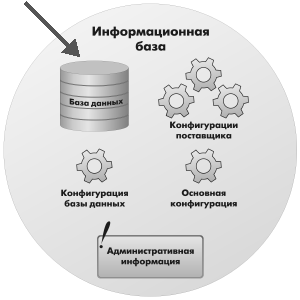 Информационная
база
База данных
Конфигурации
поставщика
Конфигурация
базы данных
Основная
конфигурация
!
Административная
информация